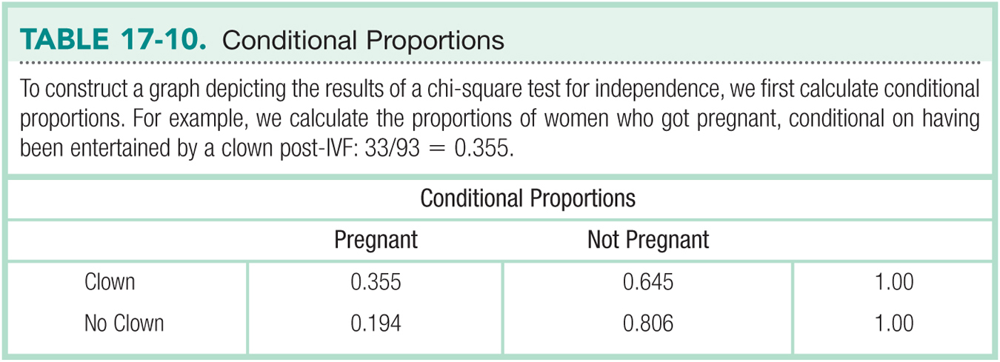 TABLE 17-10. Conditional Proportions
To construct a graph depicting the results of a chi-square test for independence, we first calculate conditional
proportions. For example, we calculate the proportions of women who got pregnant, conditional on having
been entertained by a clown post-IVF: 33/93 = 0.355.
Conditional Proportions
Pregnant Not Pregnant
Clown 0.355 0.645 1.00
No Clown 0.194 0.806 1.00